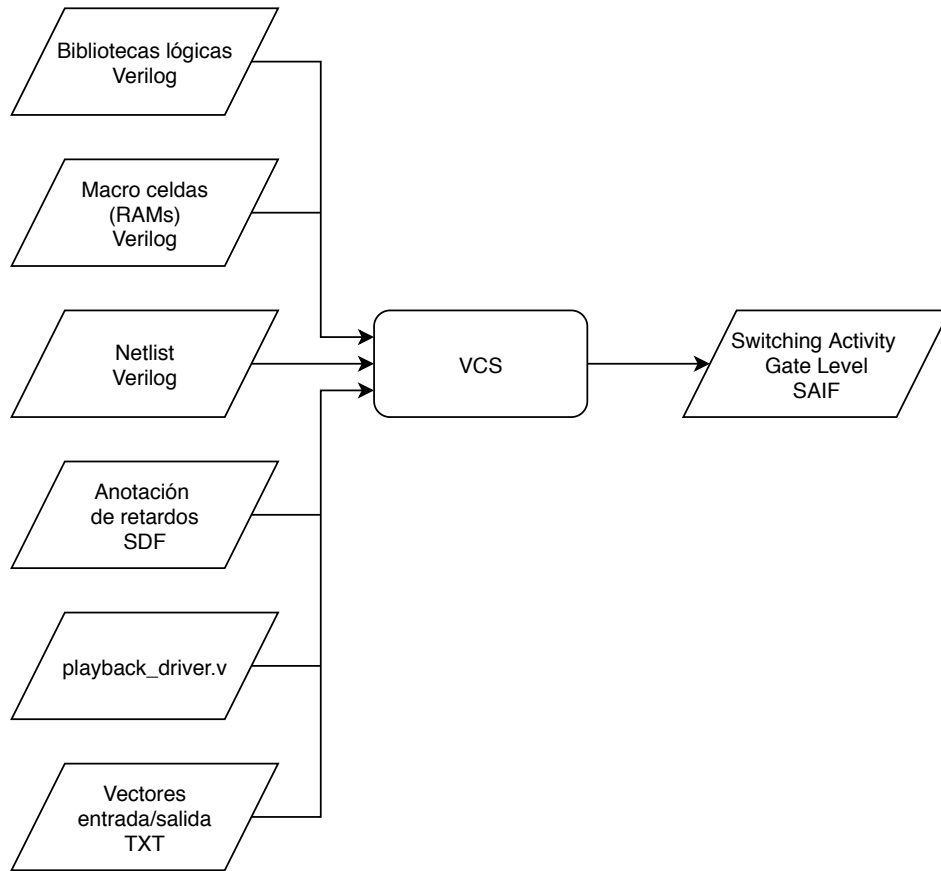 Bibliotecas lógicas
Verilog
Macro celdas
(RAMs)
Verilog
Netlist
Verilog
VCS
Switching Activity
Gate Level
SAIF
Anotación
de retardos
SDF
playback_driver.v
Vectores
entrada/salida
TXT